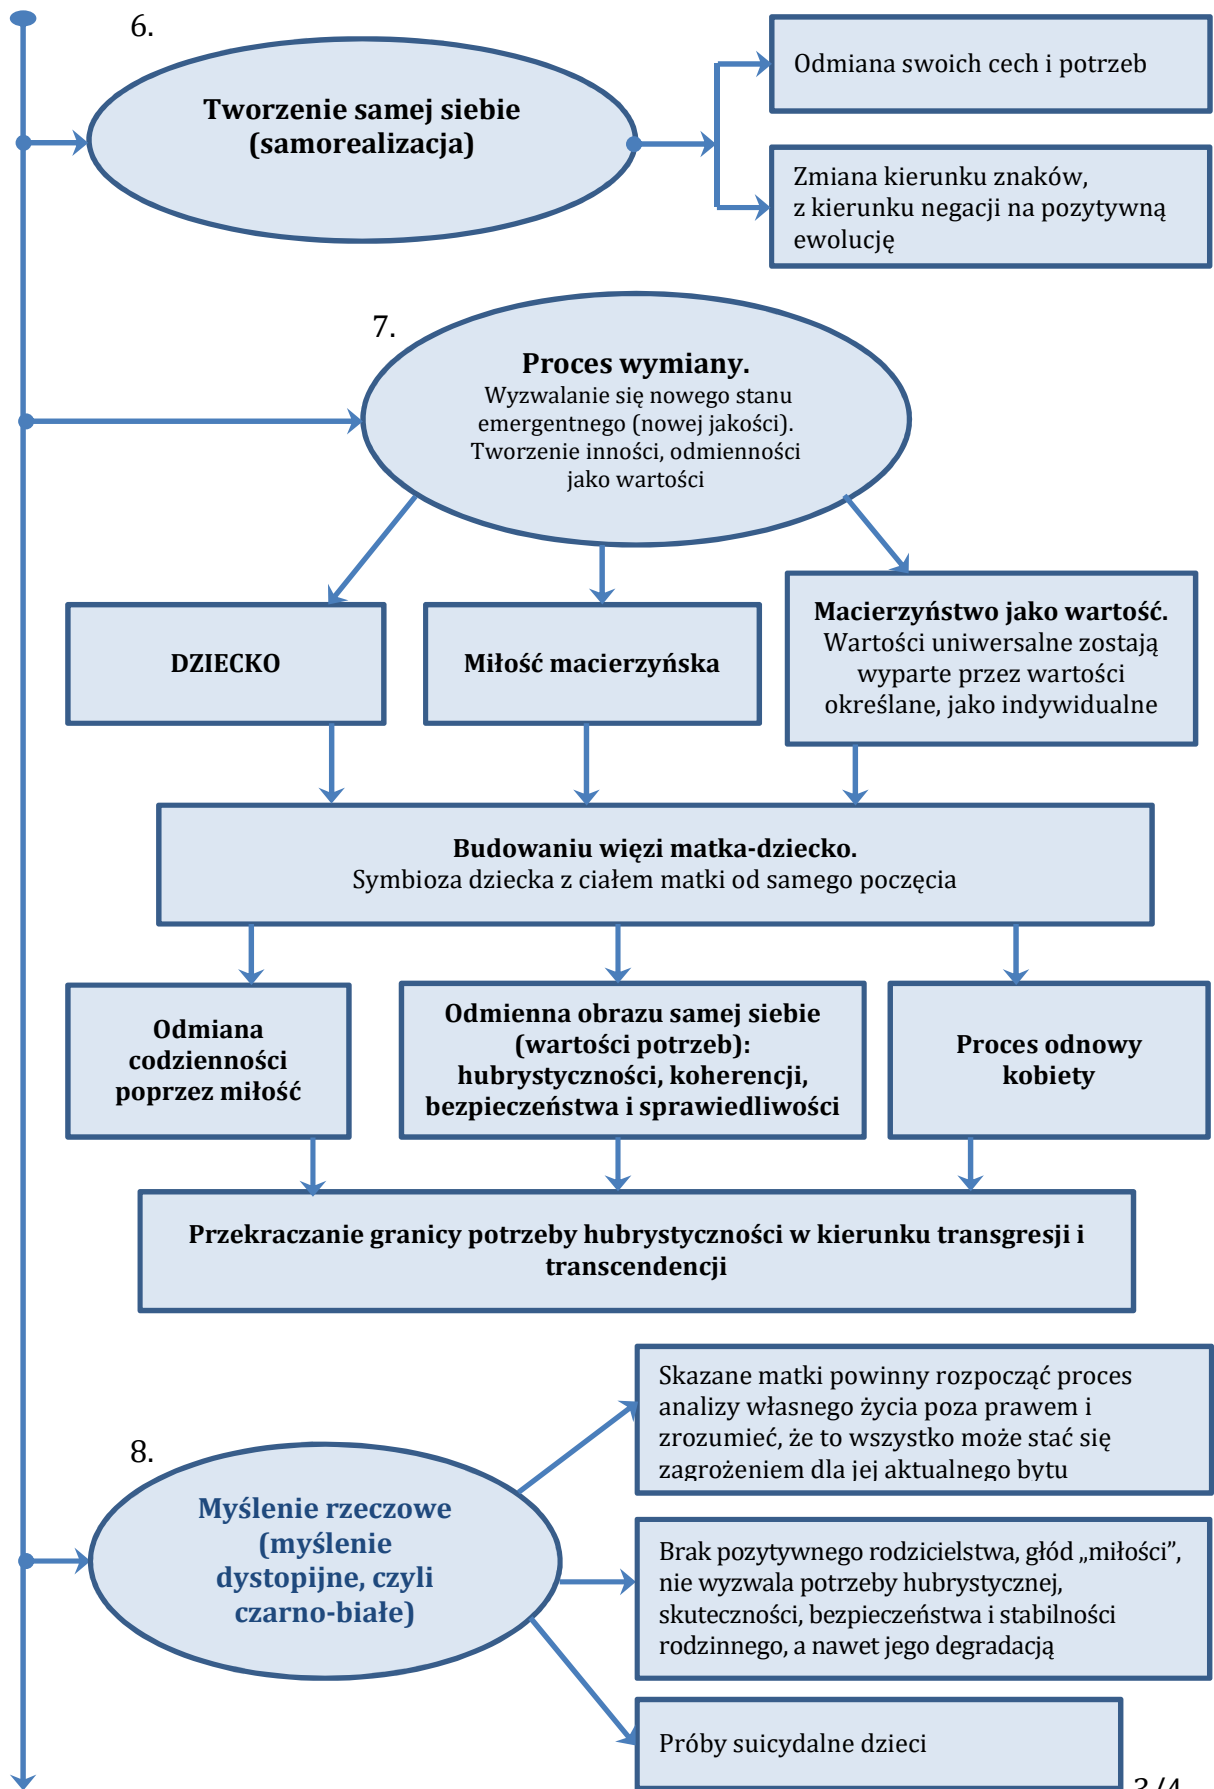 6.
Tworzenie samej siebie
(samorealizacja)
Odmiana swoich cech i potrzeb
Zmiana kierunku znaków,
z kierunku negacji na pozytywną
ewolucję
7.
Proces wymiany.
Wyzwalanie się nowego stanu
emergentnego (nowej jakości).
Tworzenie inności, odmienności
jako wartości
DZIECKO
Miłość macierzyńska
Macierzyństwo jako wartość.
Wartości uniwersalne zostają
wyparte przez wartości
określane, jako indywidualne
Budowaniu więzi matka-dziecko.
Symbioza dziecka z ciałem matki od samego poczęcia
Odmiana
codzienności
poprzez miłość
Odmienna obrazu samej siebie
(wartości potrzeb):
hubrystyczności, koherencji,
bezpieczeństwa i sprawiedliwości
Proces odnowy
kobiety
Przekraczanie granicy potrzeby hubrystyczności w kierunku transgresji i
transcendencji
8.
Myślenie rzeczowe
(myślenie
dystopijne, czyli
czarno-białe)
Skazane matki powinny rozpocząć proces
analizy własnego życia poza prawem i
zrozumieć, że to wszystko może stać się
zagrożeniem dla jej aktualnego bytu
Brak pozytywnego rodzicielstwa, głód „miłości”,
nie wyzwala potrzeby hubrystycznej,
skuteczności, bezpieczeństwa i stabilności
rodzinnego, a nawet jego degradacją
Próby suicydalne dzieci
3/4